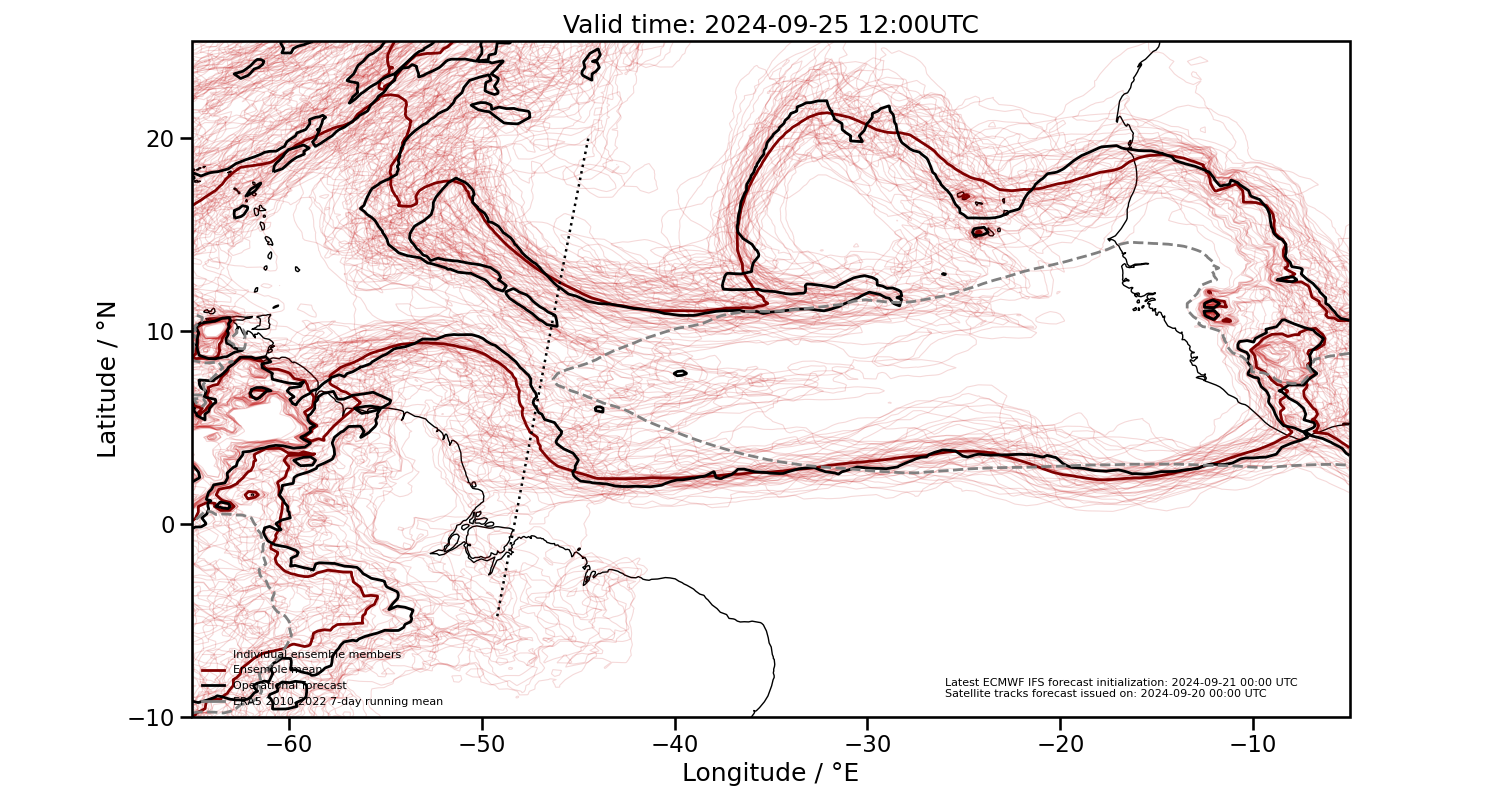 Valid time: 2024-09-25 12:00UTC
20
10
0
−10
Latitude / °N
−60
−50
−40
−30
−20
−10
Longitude / °E
Individual ensemble members
Ensemble mean
Operational forecast
ERA5 2010-2022 7-day running mean
Latest ECMWF IFS forecast initialization: 2024-09-21 00:00 UTC
Satellite tracks forecast issued on: 2024-09-20 00:00 UTC